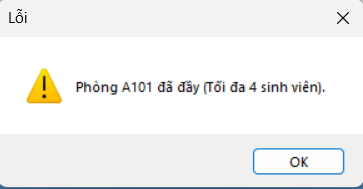 Lỗi
Phòng A101 đã đầy (Tối đa 4 sinh viên).
OK